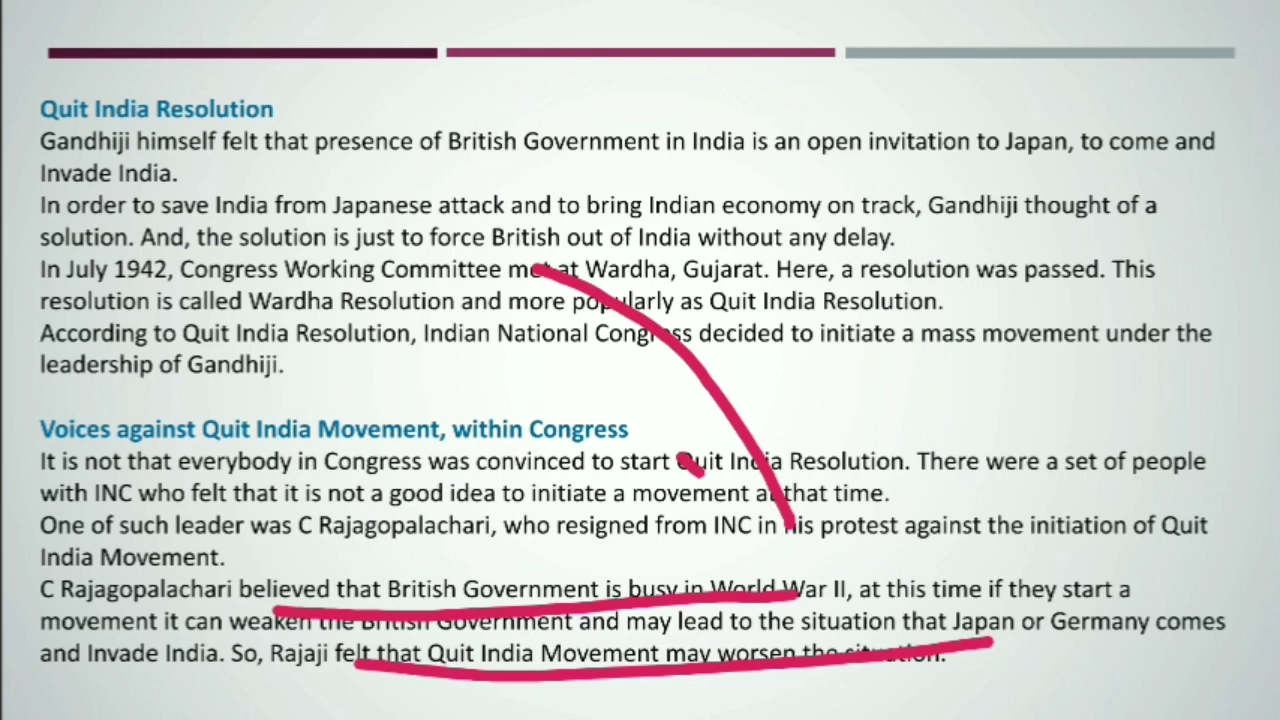 Quit India Resolution
Gandhiji himself felt that presence of British Government in India is an open invitation to Japan, to come and
Invade India.
In order to save India from Japanese attack and to bring Indian economy on track, Gandhiji thought of a
solution. And, the solution is just to force British out of India without any delay.
In July 1942, Congress Working Committee met at Wardha, Gujarat. Here, a resolution was passed. This
resolution is called Wardha Resolution and more popularly as Quit India Resolution.
According to Quit India Resolution, Indian National Congress decided to initiate a mass movement under the
leadership of Gandhiji.
Voices against Quit India Movement, within Congress
It is not that everybody in Congress was convinced to start Quit India Resolution. There were a set of people
with INC who felt that it is not a good idea to initiate a movement at that time.
One of such leader was C Rajagopalachari, who resigned from INC in his protest against the initiation of Quit
India Movement.
C Rajagopalachari believed that British Government is busy in World War II, at this time if they start a
movement it can weaken the British Government and may lead to the situation that Japan or Germany comes
and Invade India. So, Rajaji felt that Quit India Movement may worsen the situation.